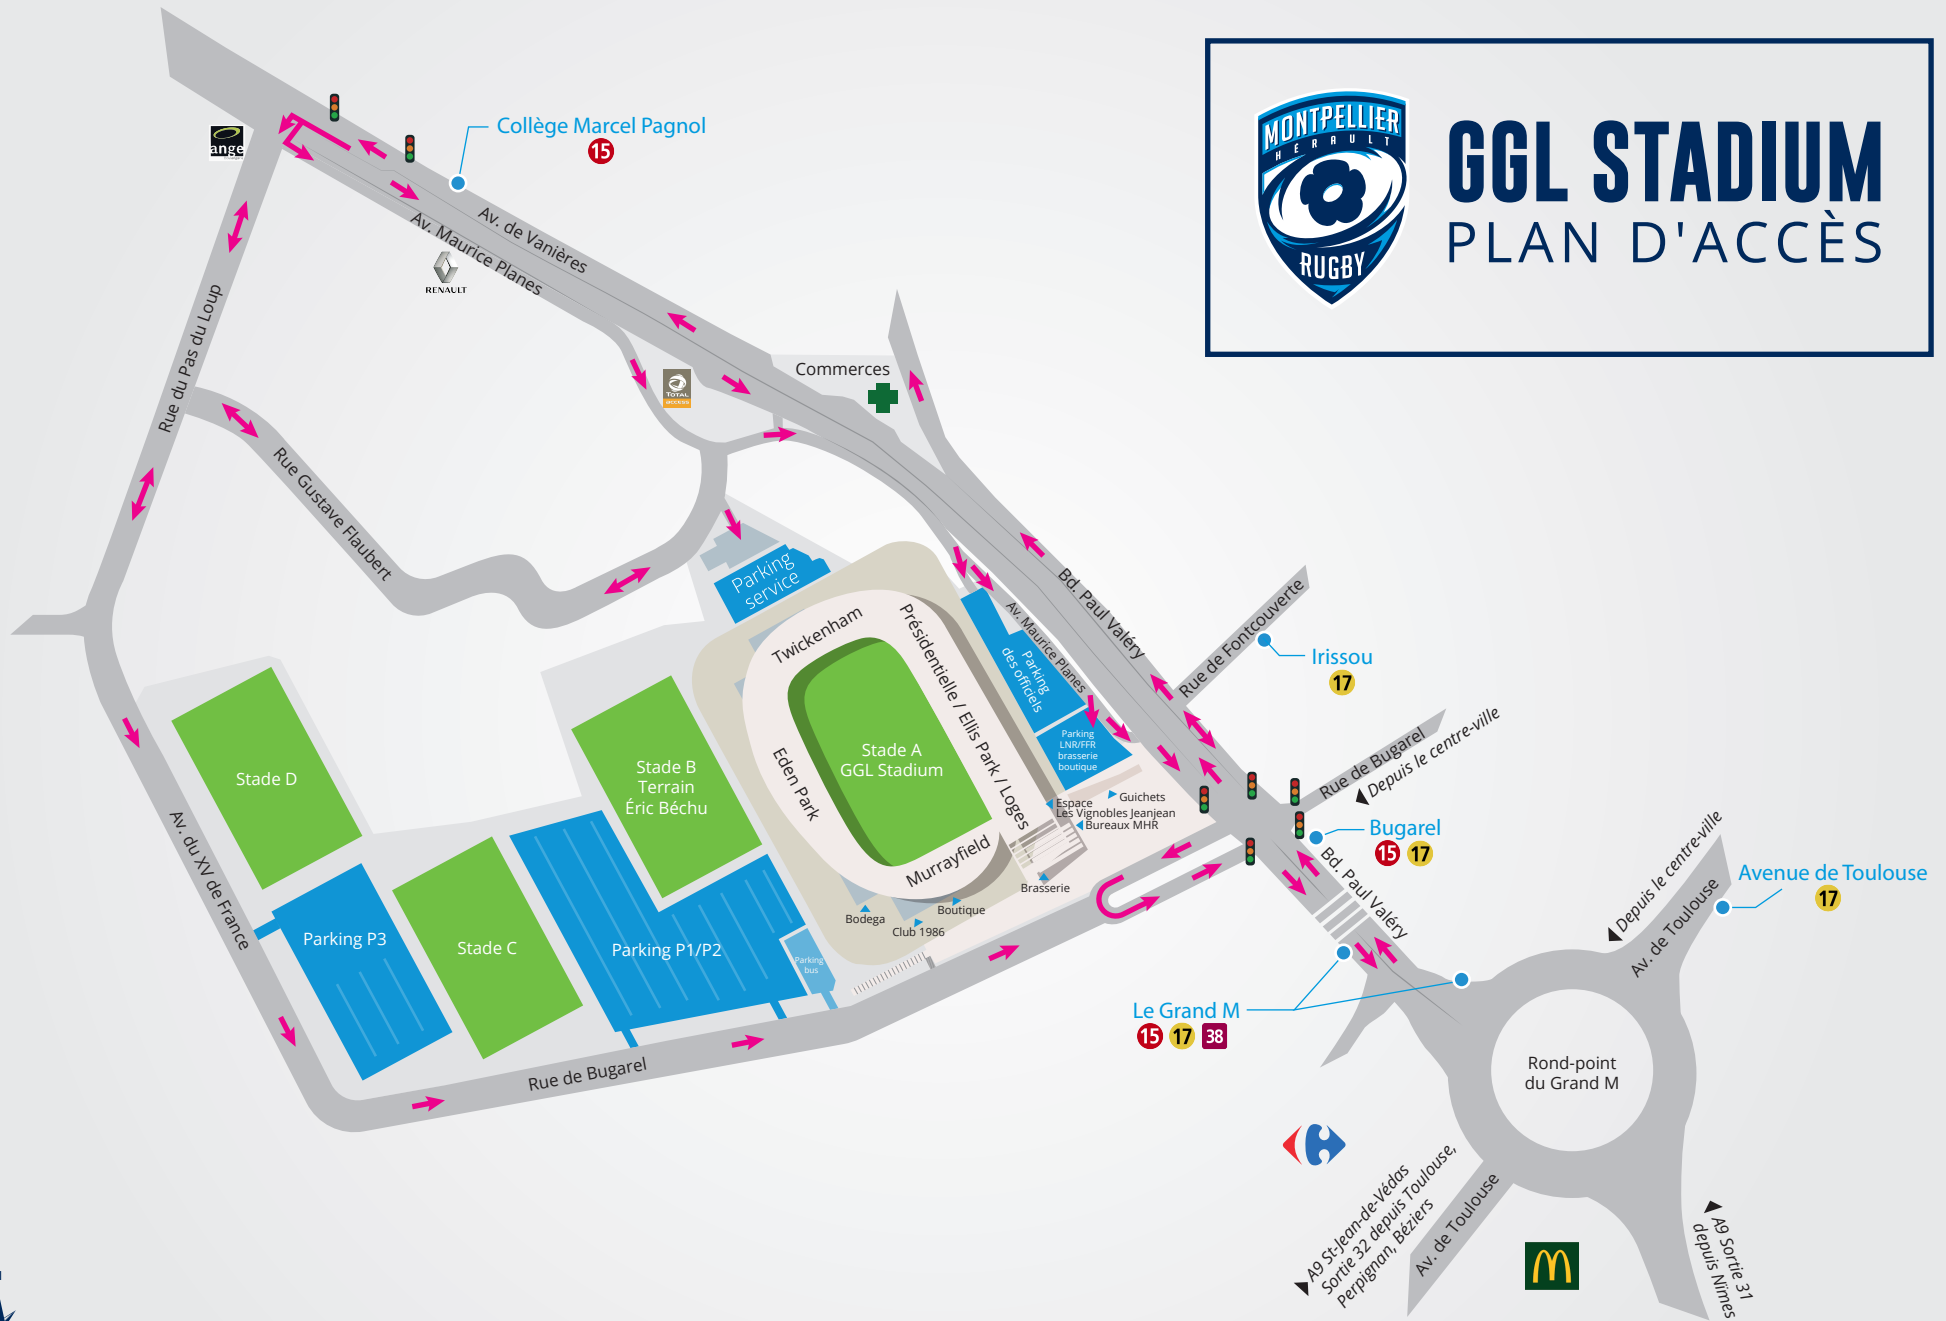 MONTPELLIER
HÉRAULT
RUGBY
GGL STADIUM
PLAN D'ACCÈS
ange
Collège Marcel Pagnol
15
Av. de Vanières
Av. Maurice Planes
RENAULT
Rue du Pas du Loup
TOTAL
access
Commerces
Rue Gustave Flaubert
Parking
service
Bd. Paul Valéry
Av. Maurice Planes
Rue de Fontcouverte
Irissou
17
Parking
des officiels
Parking
LNR/FFR
brasserie
boutique
Twickenham
Présidentielle / Ellis Park / Loges
Eden Park
Murrayfield
Stade A
GGL Stadium
Stade B
Terrain
Éric Béchu
Stade D
Stade C
Parking P3
Parking P1/P2
Parking
bus
Guichets
Espace
Les Vignobles Jeanjean
Bureaux MHR
Brasserie
Boutique
Bodega
Club 1986
Rue de Bugarel
Depuis le centre-ville
Bugarel
15 17
Bd. Paul Valéry
Av. du XV de France
Rue de Bugarel
Le Grand M
15 17 38
Depuis le centre-ville
Av. de Toulouse
Avenue de Toulouse
17
Rond-point
du Grand M
A9 St-Jean-de-Védas
Sortie 32 depuis Toulouse,
Perpignan, Béziers
Av. de Toulouse
A9 Sortie 31
depuis Nîmes